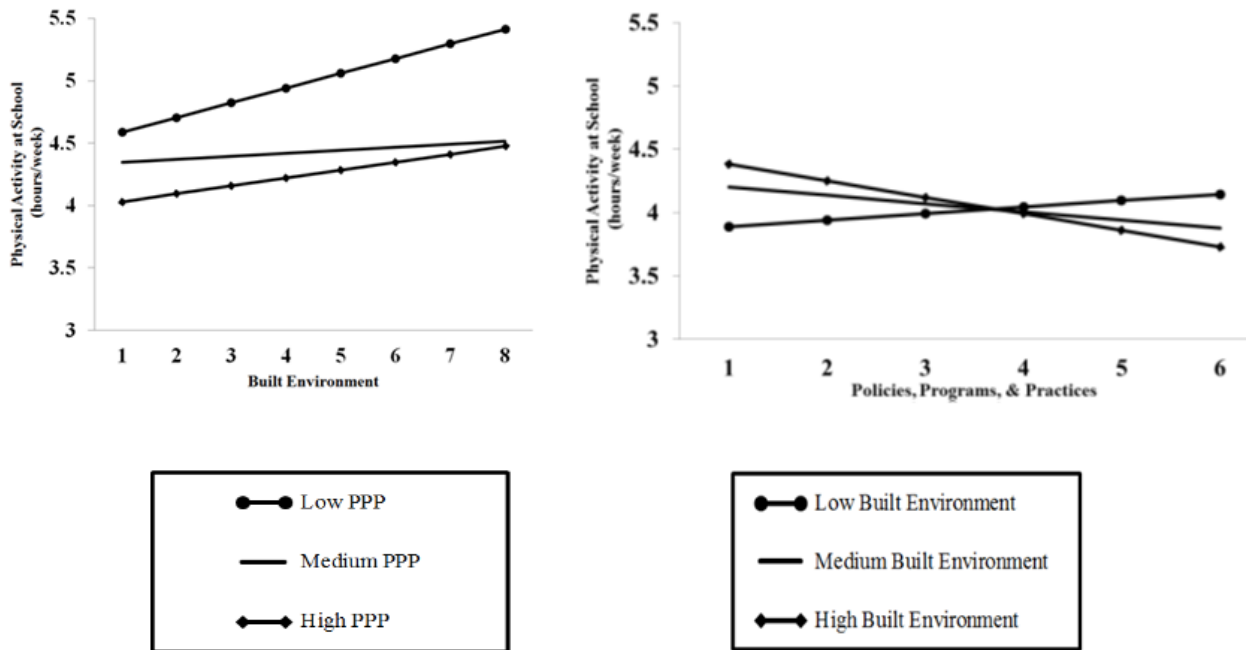 Physical Activity at School
(hours/week)
5.5
5
4.5
4
3.5
3
1 2 3 4 5 6 7 8
Built Environment
Low PPP
Medium PPP
High PPP
Physical Activity at School
(hours/week)
5.5
5
4.5
4
3.5
3
1 2 3 4 5 6
Policies, Programs, & Practices
Low Built Environment
Medium Built Environment
High Built Environment